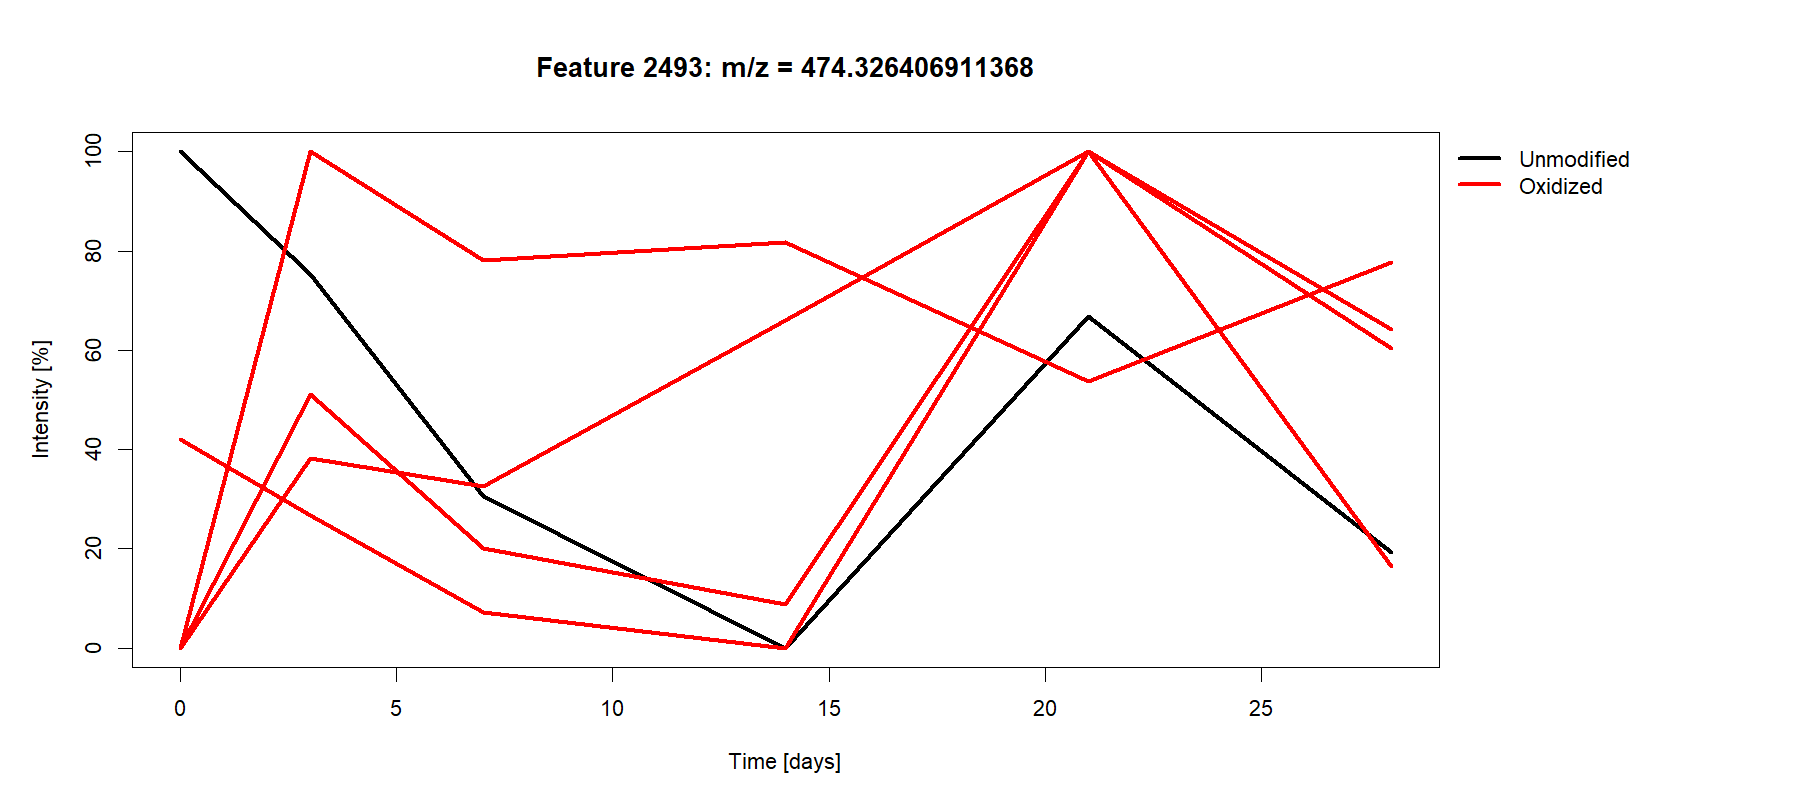 Feature 2493: m/z = 474.326406911368
Unmodified
Oxidized
Intensity [%]
100
80
60
40
20
0
0 5 10 15 20 25
Time [days]